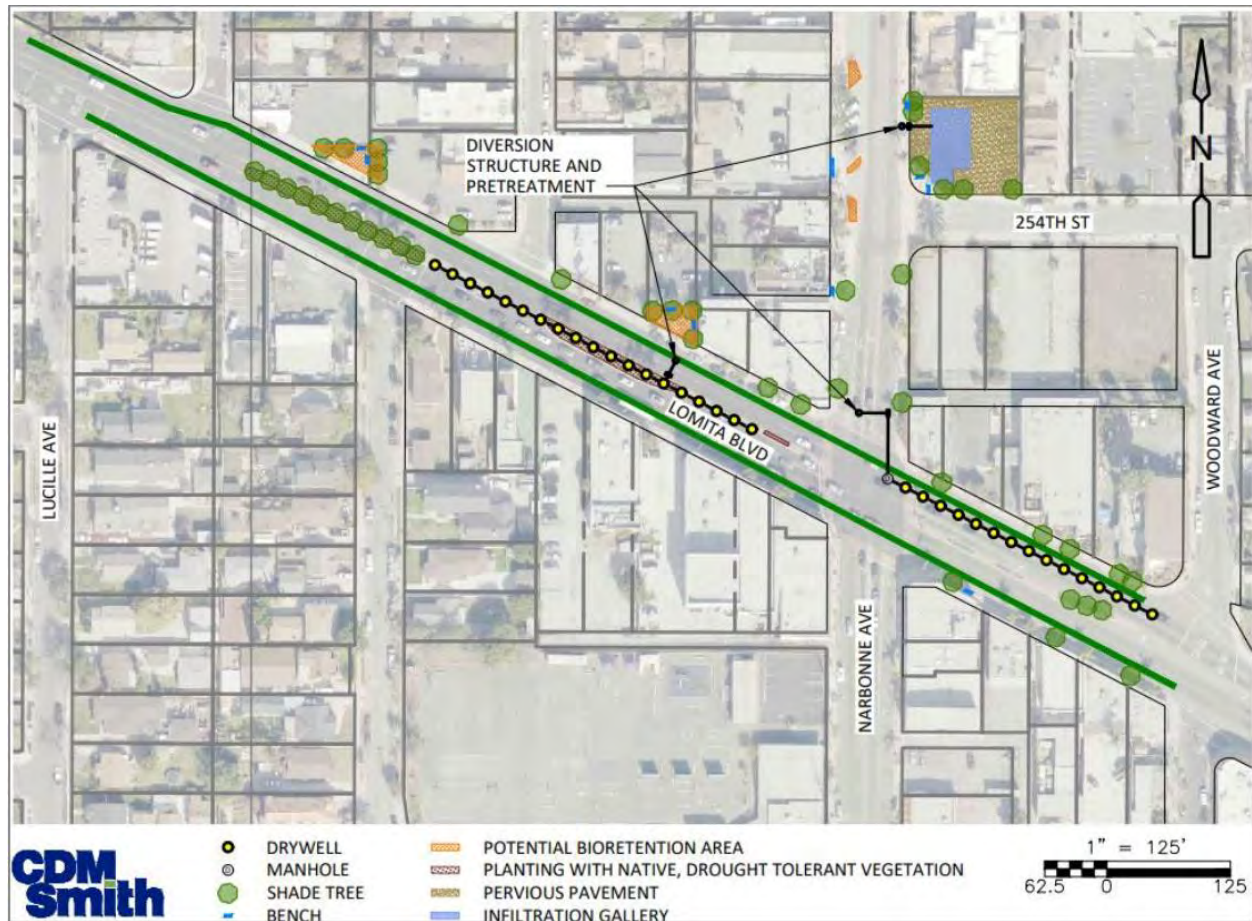 DIVERSION
STRUCTURE AND
PRETREATMENT
N
254TH ST
LOMITA BLVD
LUCILLE AVE
NARBONNE AVE
WOODWARD AVE
CDM
Smith
DRYWELL
MANHOLE
SHADE TREE
BENCH
POTENTIAL BIORETENTION AREA
PLANTING WITH NATIVE, DROUGHT TOLERANT VEGETATION
PERVIOUS PAVEMENT
INFILTRATION GALLERY
1" = 125'
62.5 0 125